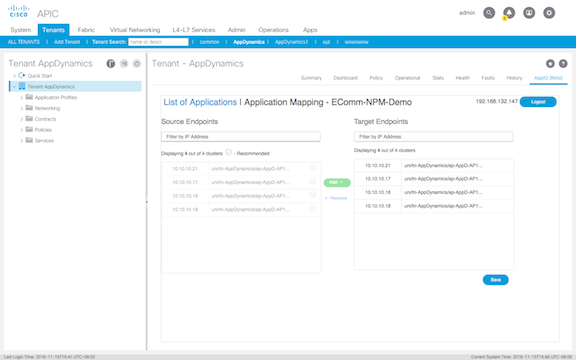 CISCO
APIC
admin
System Tenants Fabric Virtual Networking L4-L7 Services Admin Operations Apps
ALL TENANTS | Add Tenant | Tenant Search: name or descr | common | AppDynamics | AppDynamics1 | xyz | wowwwww
Tenant AppDynamics
Quick Start
Tenant AppDynamics
Application Profiles
Networking
Contracts
Policies
Services
Tenant - AppDynamics
Summary Dashboard Policy Operational Stats Health Faults History AppIQ (Beta)
List of Applications | Application Mapping - EComm-NPM-Demo
192.168.132.147 Logout
Source Endpoints
Filter by IP Address
Displaying 4 out of 4 clusters - Recommended
10.10.10.21 uni/tn-AppDynamics/ap-AppD-AP1...
10.10.10.17 uni/tn-AppDynamics/ap-AppD-AP1...
10.10.10.18 uni/tn-AppDynamics/ap-AppD-AP1...
10.10.10.18 uni/tn-AppDynamics/ap-AppD-AP1...
Add
Remove
Target Endpoints
Filter by IP Address
Displaying 4 out of 4 clusters
10.10.10.21 uni/tn-AppDynamics/ap-AppD-AP1...
10.10.10.17 uni/tn-AppDynamics/ap-AppD-AP1...
10.10.10.18 uni/tn-AppDynamics/ap-AppD-AP1...
10.10.10.18 uni/tn-AppDynamics/ap-AppD-AP1...
Save
Last Login Time: 2018-11-15T16:41 UTC-08:00
Current System Time: 2018-11-15T16:48 UTC-08:00